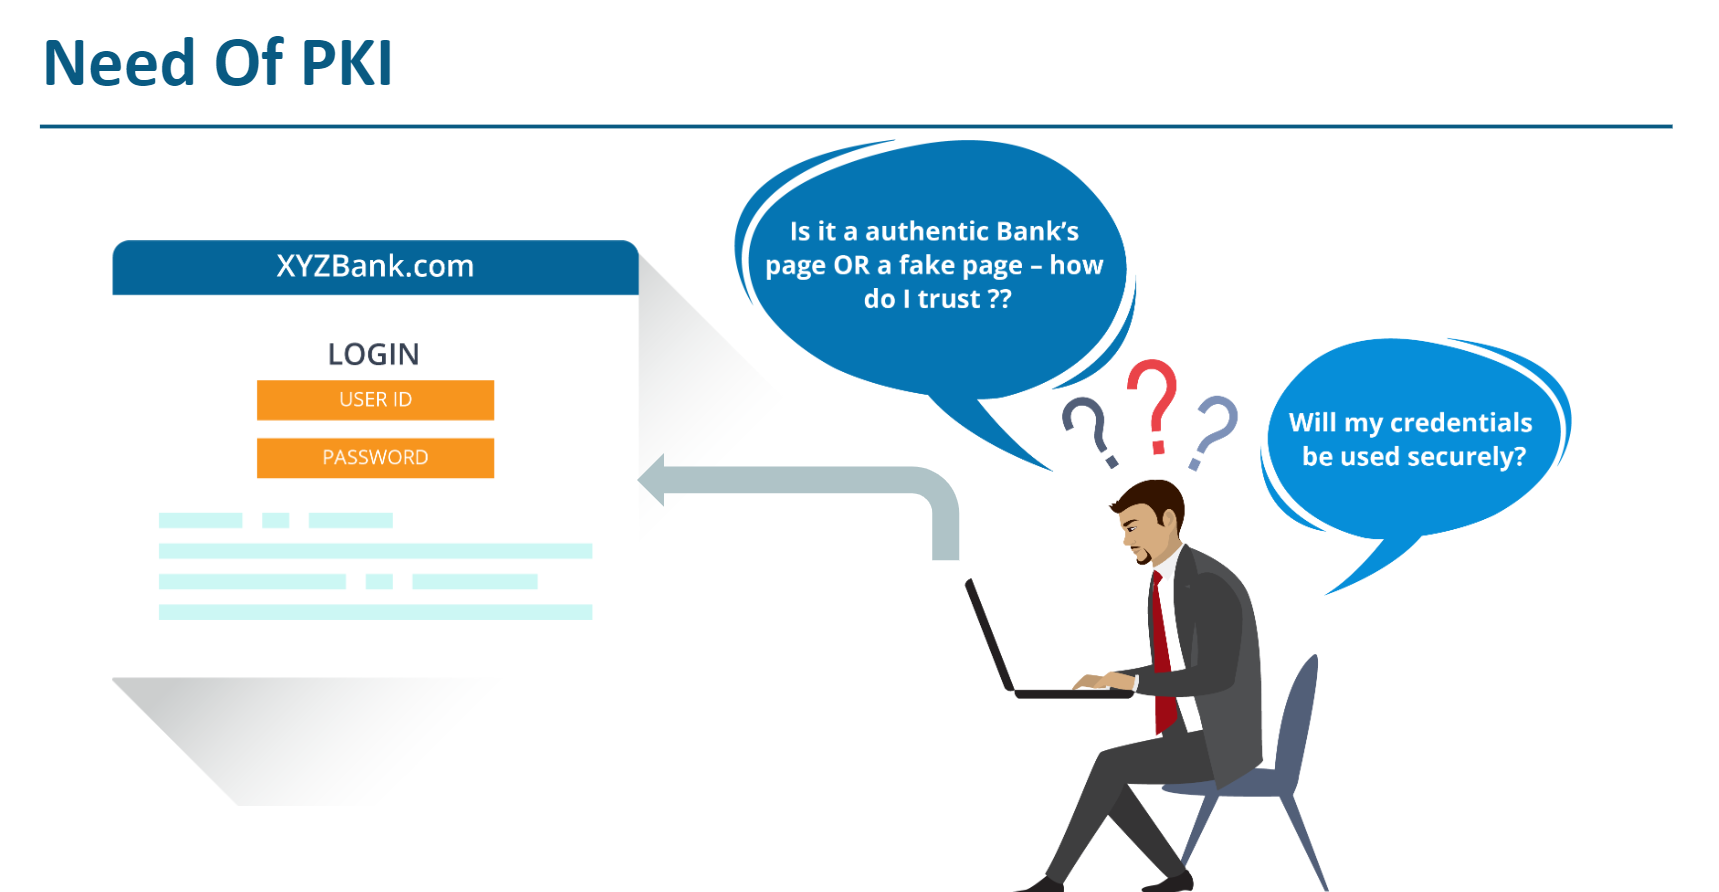 Need Of PKI
XYZBank.com
LOGIN
USER ID
PASSWORD
Is it a authentic Bank’s
page OR a fake page – how
do I trust ??
Will my credentials
be used securely?